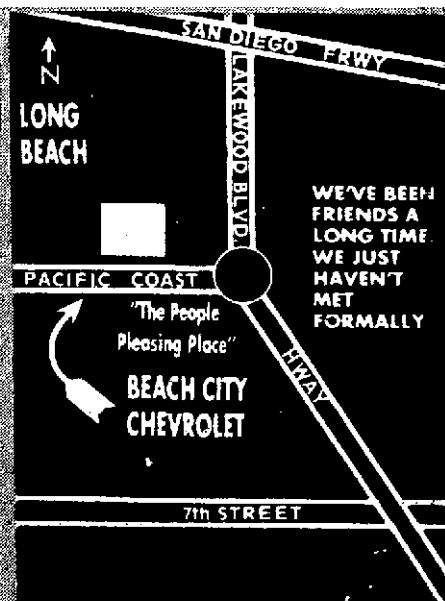 SAN DIEGO FRWY
N
LONG
BEACH
LAKEWOOD BLVD
WE'VE BEEN
FRIENDS A
LONG TIME.
WE JUST
HAVEN'T
MET
FORMALLY
PACIFIC COAST
HWAY
"The People
Pleasing Place"
BEACH CITY
CHEVROLET
7th STREET